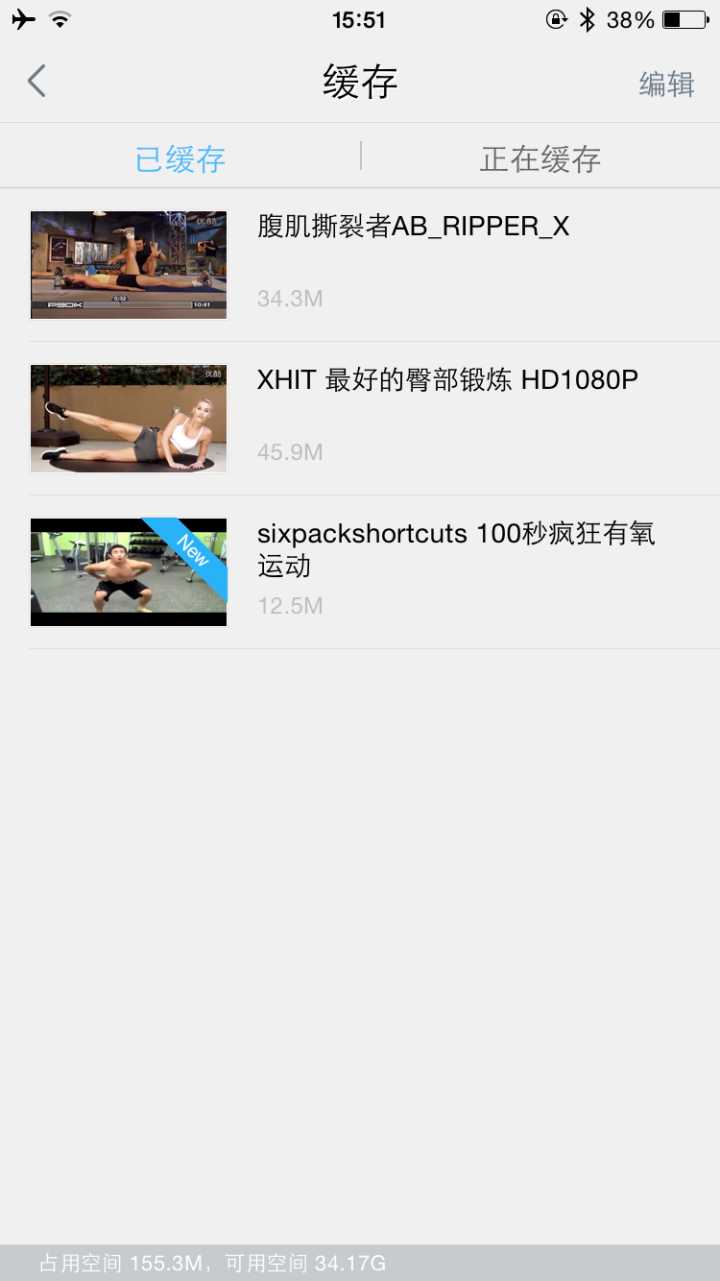 15:51
38%
缓存
编辑
已缓存
正在缓存
腹肌撕裂者AB_RIPPER_X
34.3M
P90X
XHIT 最好的臀部锻炼 HD1080P
45.9M
New
sixpackshortcuts 100秒疯狂有氧
运动
12.5M
占用空间 155.3M，可用空间 34.17G